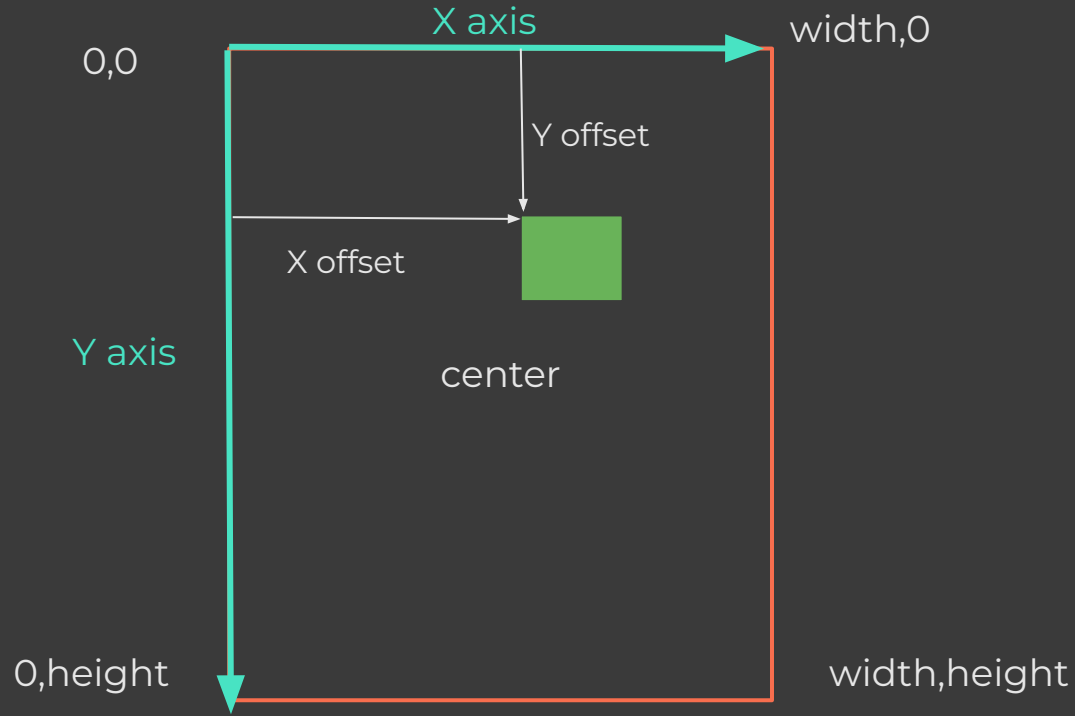 X axis
width,0
0,0
Y offset
X offset
Y axis
center
0,height
width,height